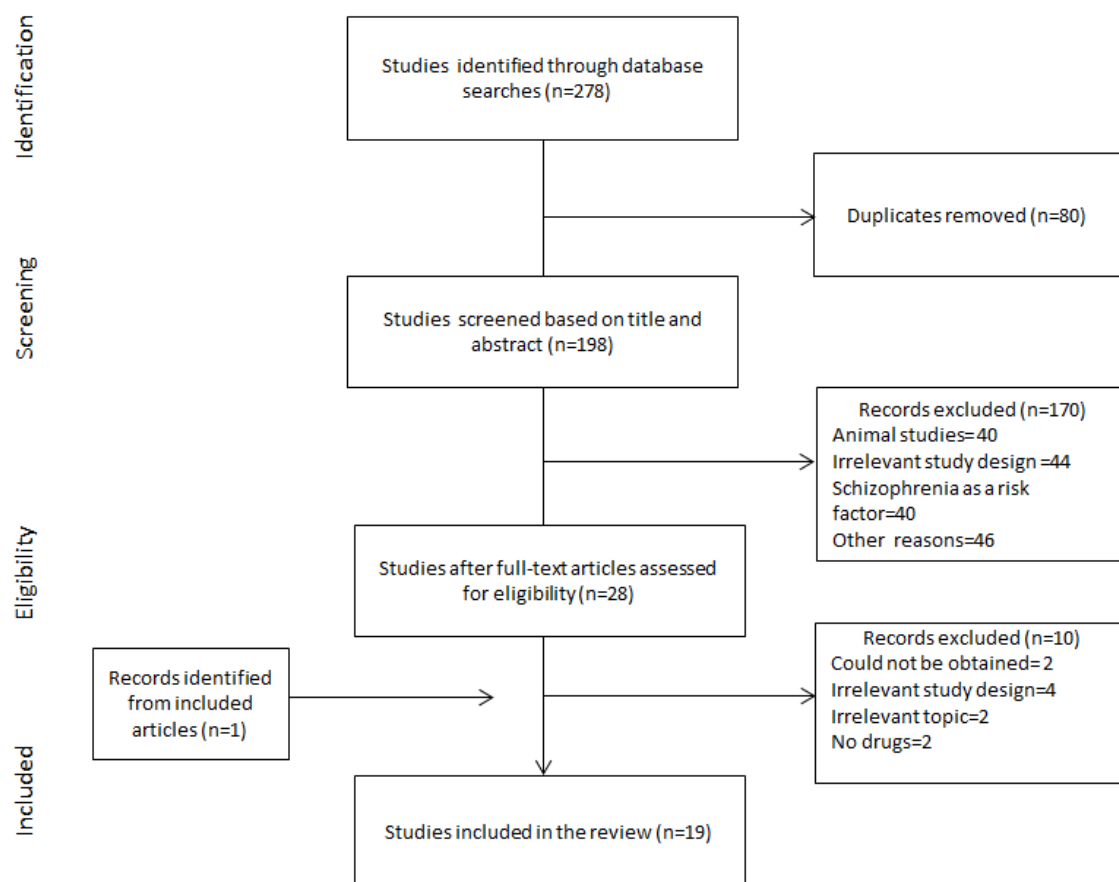 Identification
Studies identified through database
searches (n=278)
Duplicates removed (n=80)
Screening
Studies screened based on title and
abstract (n=198)
Records excluded (n=170)
Animal studies=40
Irrelevant study design =44
Schizophrenia as a risk
factor=40
Other reasons=46
Eligibility
Studies after full-text articles assessed
for eligibility (n=28)
Records excluded (n=10)
Could not be obtained= 2
Irrelevant study design=4
Irrelevant topic=2
No drugs=2
Records identified
from included
articles (n=1)
Included
Studies included in the review (n=19)